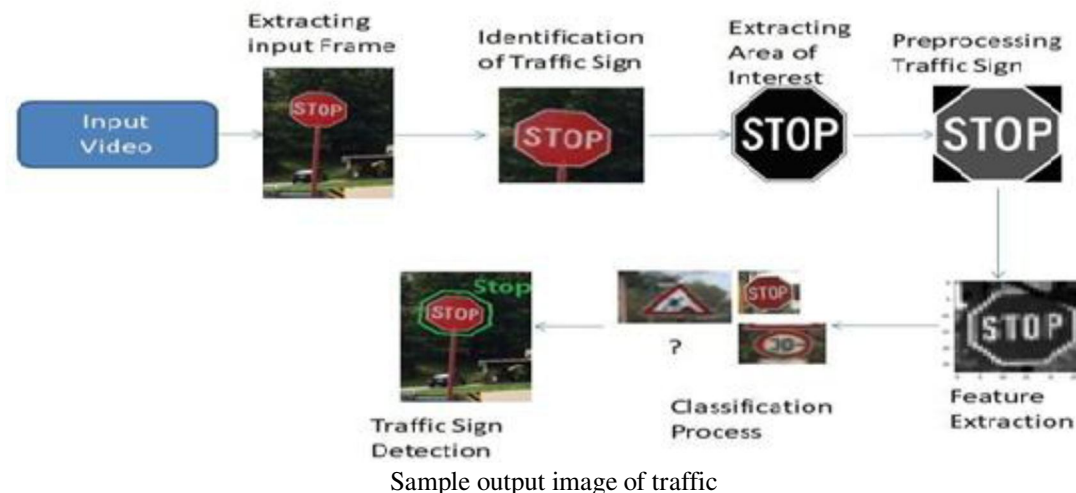 Extracting
Input Frame
Identification
of Traffic Sign
Extracting
Area of
Interest
Preprocessing
Traffic Sign
Input
Video
STOP
STOP
STOP
STOP
Stop
STOP
STOP
STOP
?
Feature
Extraction
Classification
Process
Traffic Sign
Detection
Sample output image of traffic